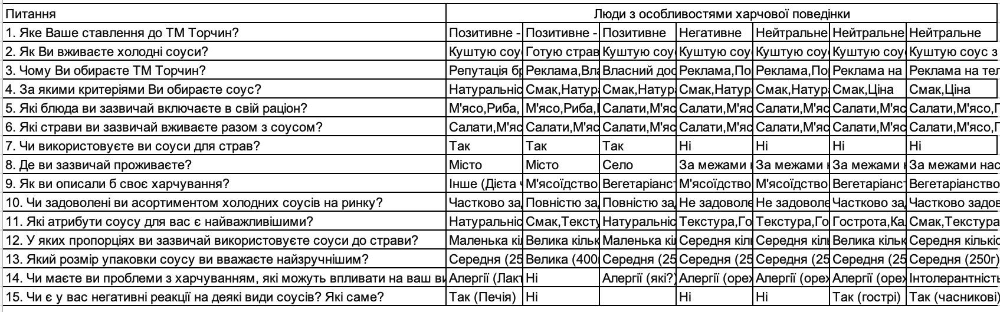 Питання Люди з особливостями харчової поведінки
1. Яке Ваше ставлення до ТМ Торчин? Позитивне - Позитивне - Позитивне Негативне Нейтральне Нейтральне Нейтральне
2. Як Ви вживаєте холодні соуси? Куштую соу Готую страв Куштую соу Куштую соу Куштую соу Куштую соу Куштую соус з
3. Чому Ви обираєте ТМ Торчин? Репутація бр Реклама,Вла Власний дос Реклама,По Реклама,По Реклама на Реклама на тел
4. За якими критеріями Ви обираєте соус? Натуральніс Смак,Натура Смак,Натура Смак,Натура Смак,Натура Смак,Ціна Смак,Ціна
5. Які блюда ви зазвичай включаєте в свій раціон? М'ясо,Риба, М'ясо,Риба, Салати,М'яс Салати,М'яс Салати,М'яс Салати,М'яс Салати,М'ясо,Г
6. Які страви ви зазвичай вживаєте разом з соусом? Салати,М'яс Салати,М'яс Салати,М'яс Салати,М'яс Салати,М'яс Салати,М'яс Салати,М'ясо,Г
7. Чи використовуєте ви соуси для страв? Так Так Так Ні Ні Ні Ні
8. Де ви зазвичай проживаєте? Місто Місто Село За межами За межами За межами За межами нас
9. Як ви описали б своє харчування? Інше (Дієта М'ясоїдство Вегетаріанст М'ясоїдство М'ясоїдство Вегетаріанст Вегетаріанство
10. Чи задоволені ви асортиментом холодних соусів на ринку? Частково за Повністю за Повністю за Не задоволе Не задоволе Частково за Частково задов
11. Які атрибути соусу для вас є найважливішими? Натуральніс Смак,Тексту Натуральніс Текстура,Го Текстура,Го Гострота,Ка Смак,Текстура
12. У яких пропорціях ви зазвичай використовуєте соуси до страви? Маленька кі Велика кільк Маленька кі Середня кіль Середня кіль Велика кільк Середня кількіс
13. Який розмір упаковки соусу ви вважаєте найзручнішим? Середня (25 Велика (400 Середня (25 Середня (25 Середня (25 Середня (25 Середня (250г)
14. Чи маєте ви проблеми з харчуванням, які можуть впливати на ваш ви Алергії (Лакт Ні Алергії (які?) Алергії (орех Алергії (орех Алергії (орех Інтолерантність
15. Чи є у вас негативні реакції на деякі види соусів? Які саме? Так (Печія) Ні Ні Ні Так (гострі) Так (часникові)